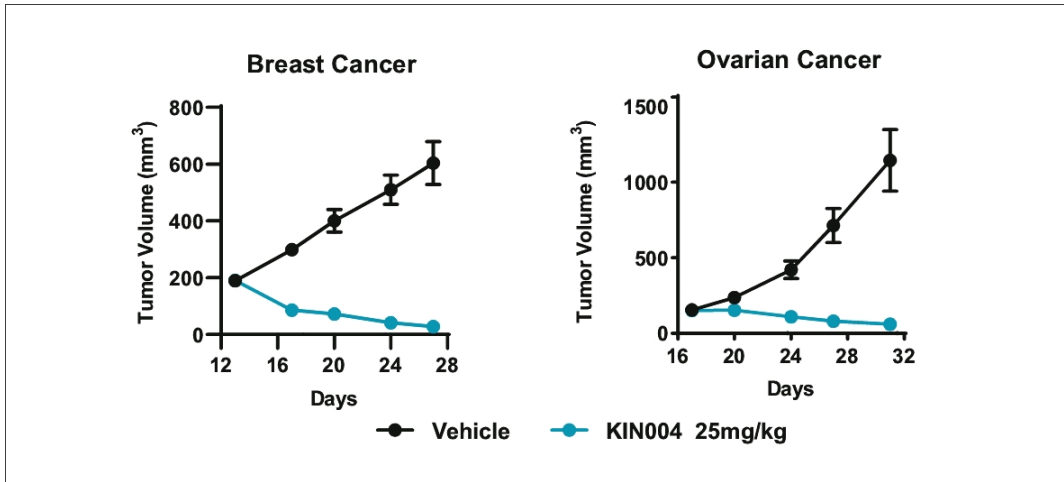 Breast Cancer
Tumor Volume (mm³)
800
600
400
200
0
12 16 20 24 28
Days
Ovarian Cancer
Tumor Volume (mm³)
1500
1000
500
0
16 20 24 28 32
Days
Vehicle KIN004 25mg/kg